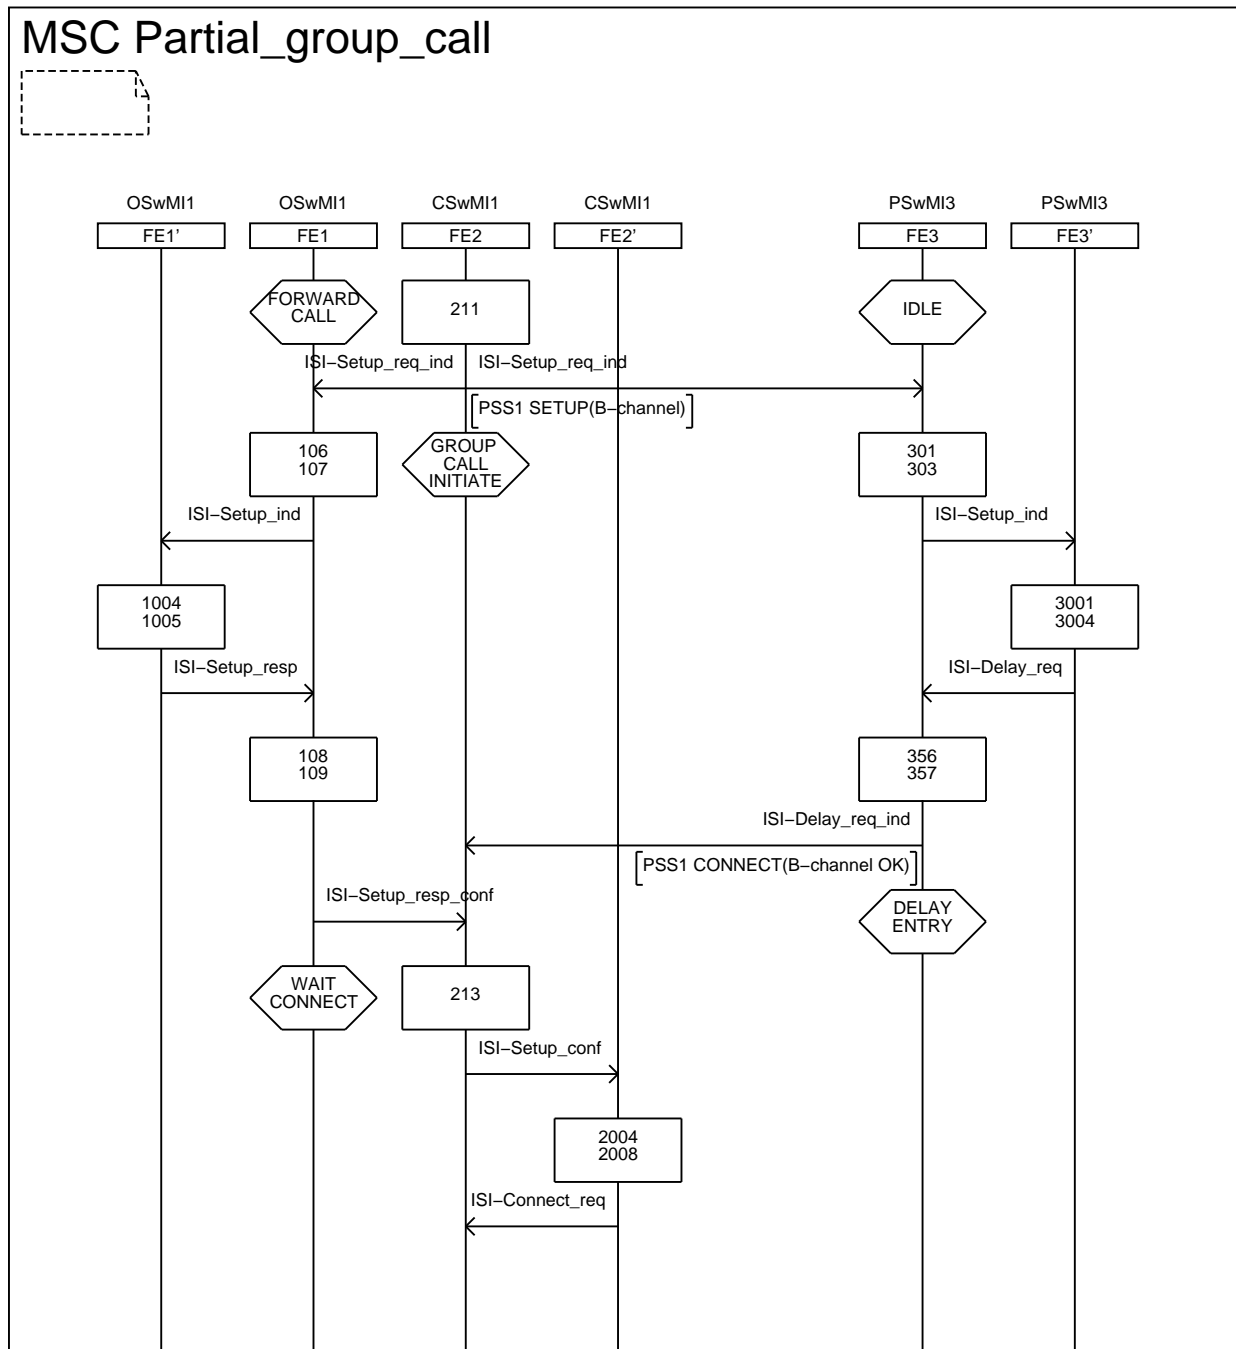 MSC Partial_group_call
OSwMI1 OSwMI1 CSwMI1 CSwMI1 PSwMI3 PSwMI3
FE1' FE1 FE2 FE2' FE3 FE3'
FORWARD
CALL
211
IDLE
ISI−Setup_req_ind ISI−Setup_req_ind
PSS1 SETUP(B−channel)
106
107
GROUP
CALL
INITIATE
301
303
ISI−Setup_ind ISI−Setup_ind
1004
1005
3001
3004
ISI−Setup_resp ISI−Delay_req
108
109
356
357
ISI−Delay_req_ind
PSS1 CONNECT(B−channel OK)
ISI−Setup_resp_conf
DELAY
ENTRY
WAIT
CONNECT
213
ISI−Setup_conf
2004
2008
ISI−Connect_req